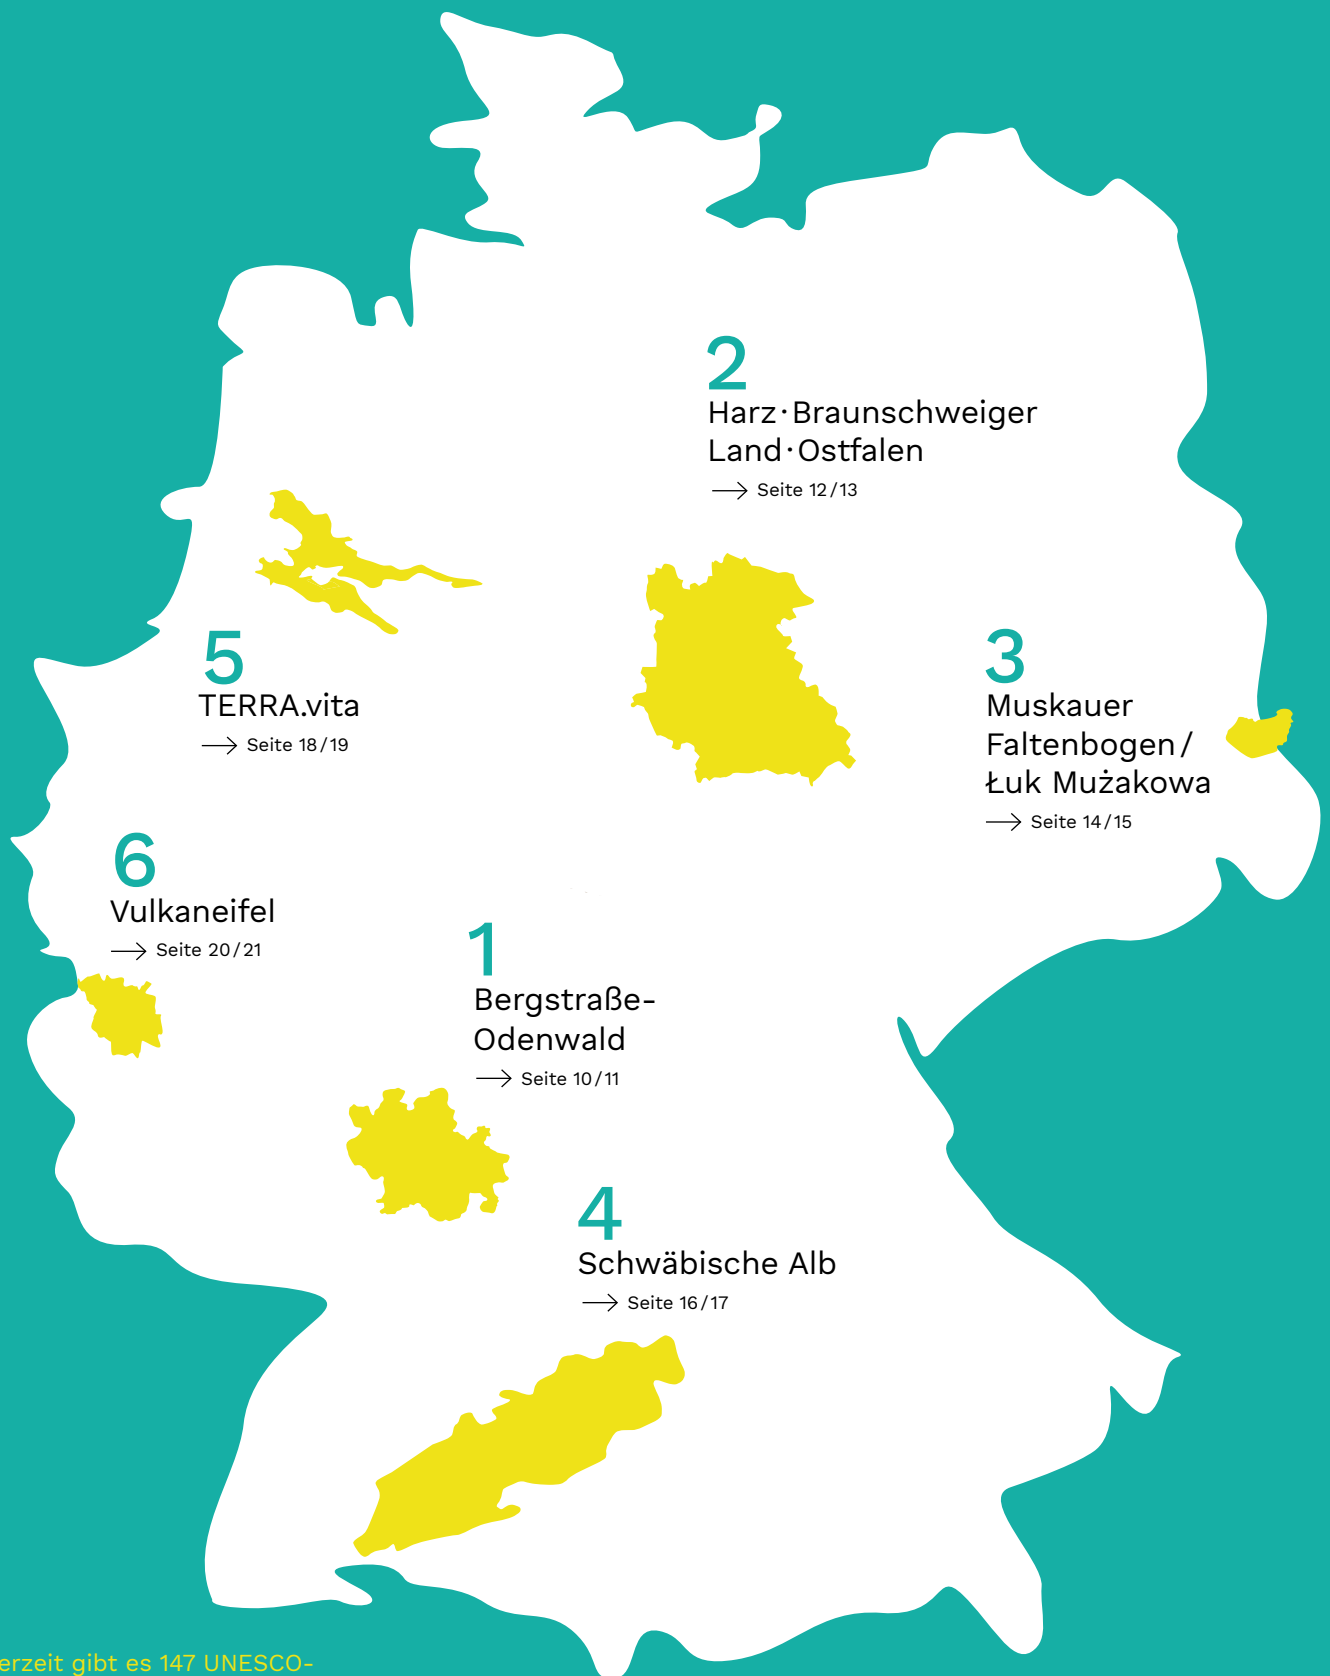 2
Harz·Braunschweiger
Land·Ostfalen
→ Seite 12/13
5
TERRA.vita
→ Seite 18/19
3
Muskauer
Faltenbogen/
Łuk Mużakowa
→ Seite 14/15
6
Vulkaneifel
→ Seite 20/21
1
Bergstraße-
Odenwald
→ Seite 10/11
4
Schwäbische Alb
→ Seite 16/17
erzeit gibt es 147 UNESCO-